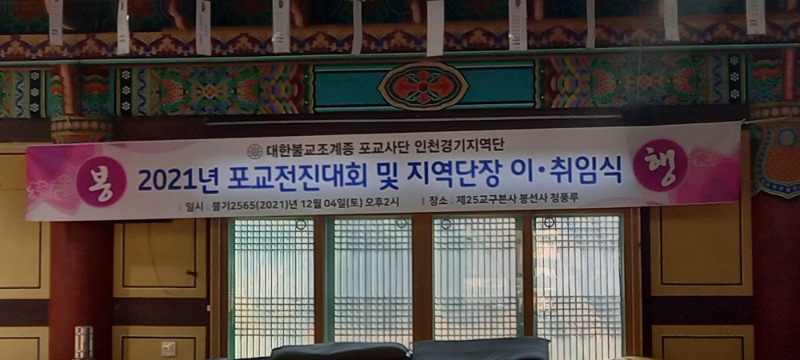 대한불교조계종 포교사단 인천경기지역단
봉
2021년 포교전진대회 및 지역단장 이·취임식
행
일시 : 불기2565(2021)년 12월 04일(토) 오후2시
장소 : 제25교구본사 봉선사 청풍루